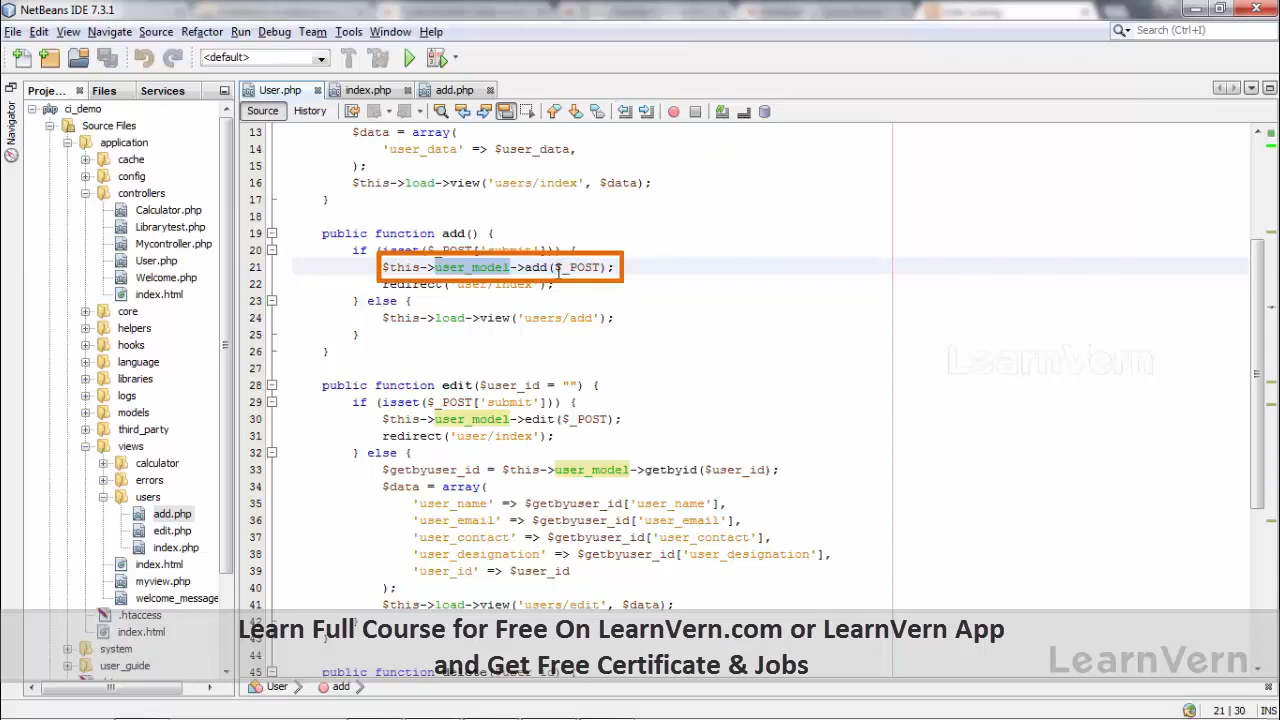 NetBeans IDE 7.3.1
File Edit View Navigate Source Refactor Run Debug Team Tools Window Help
Search (Ctrl+I)
<default>
Proje... Files Services
User.php index.php add.php
Source History
Navigator
ci_demo
Source Files
application
cache
config
controllers
Calculator.php
Librarytest.php
Mycontroller.php
User.php
Welcome.php
index.html
core
helpers
hooks
language
libraries
logs
models
third_party
views
calculator
errors
users
add.php
edit.php
index.php
index.html
myview.php
welcome_message
.htaccess
index.html
system
user_guide
13 $data = array(
14 'user_data' => $user_data,
15 );
16 $this->load->view('users/index', $data);
17 }
18
19 public function add() {
20 if (isset($_POST['submit'])) {
21 $this->user_model->add($_POST);
22 redirect('user/index');
23 } else {
24 $this->load->view('users/add');
25 }
26 }
27
28 public function edit($user_id = "") {
29 if (isset($_POST['submit'])) {
30 $this->user_model->edit($_POST);
31 redirect('user/index');
32 } else {
33 $getbyuser_id = $this->user_model->getbyid($user_id);
34 $data = array(
35 'user_name' => $getbyuser_id['user_name'],
36 'user_email' => $getbyuser_id['user_email'],
37 'user_contact' => $getbyuser_id['user_contact'],
38 'user_designation' => $getbyuser_id['user_designation'],
39 'user_id' => $user_id
40 );
41 $this->load->view('users/edit', $data);
44
45 public function delete($user_id) {
LearnVern
Learn Full Course for Free On LearnVern.com or LearnVern App
and Get Free Certificate & Jobs
LearnVern
User add
21 | 30 INS